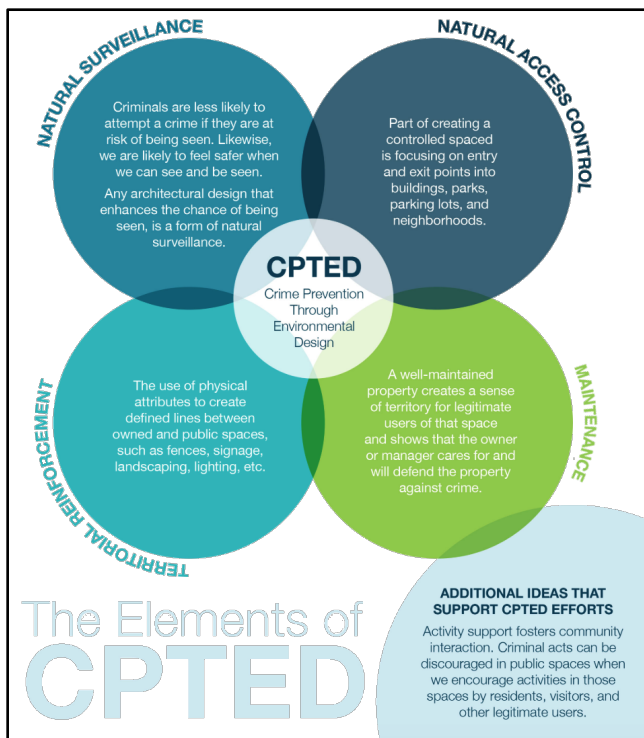 NATURAL SURVEILLANCE
Criminals are less likely to
attempt a crime if they are at
risk of being seen. Likewise,
we are likely to feel safer when
we can see and be seen.
Any architectural design that
enhances the chance of being
seen, is a form of natural
surveillance.
NATURAL ACCESS CONTROL
Part of creating a
controlled spaced
is focusing on entry
and exit points into
buildings, parks,
parking lots, and
neighborhoods.
CPTED
Crime Prevention
Through
Environmental
Design
TERRITORIAL REINFORCEMENT
The use of physical
attributes to create
defined lines between
owned and public spaces,
such as fences, signage,
landscaping, lighting, etc.
MAINTENANCE
A well-maintained
property creates a sense
of territory for legitimate
users of that space
and shows that the owner
or manager cares for and
will defend the property
against crime.
The Elements of
CPTED
ADDITIONAL IDEAS THAT
SUPPORT CPTED EFFORTS
Activity support fosters community
interaction. Criminal acts can be
discouraged in public spaces when
we encourage activities in those
spaces by residents, visitors, and
other legitimate users.